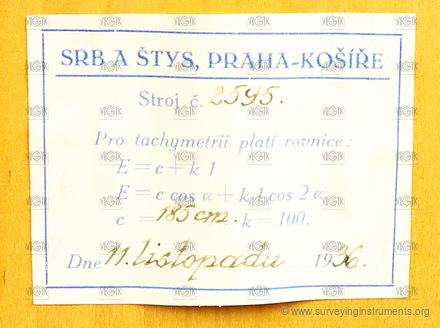 SRB A ŠTYS, PRAHA-KOŠÍŘE
Stroj č. 2595.
Pro tachymetrii platí rovnice:
E = c + k l
E = c cos α + k l cos 2 α
c = 185 cm. k = 100.
Dne 11. listopadu 1936.
© www.surveyinginstruments.org